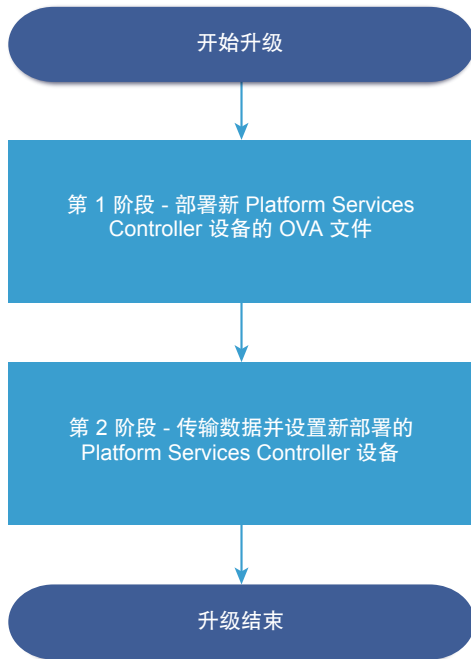 开始升级
第 1 阶段 - 部署新 Platform Services
Controller 设备的 OVA 文件
第 2 阶段 - 传输数据并设置新部署的
Platform Services Controller 设备
升级结束